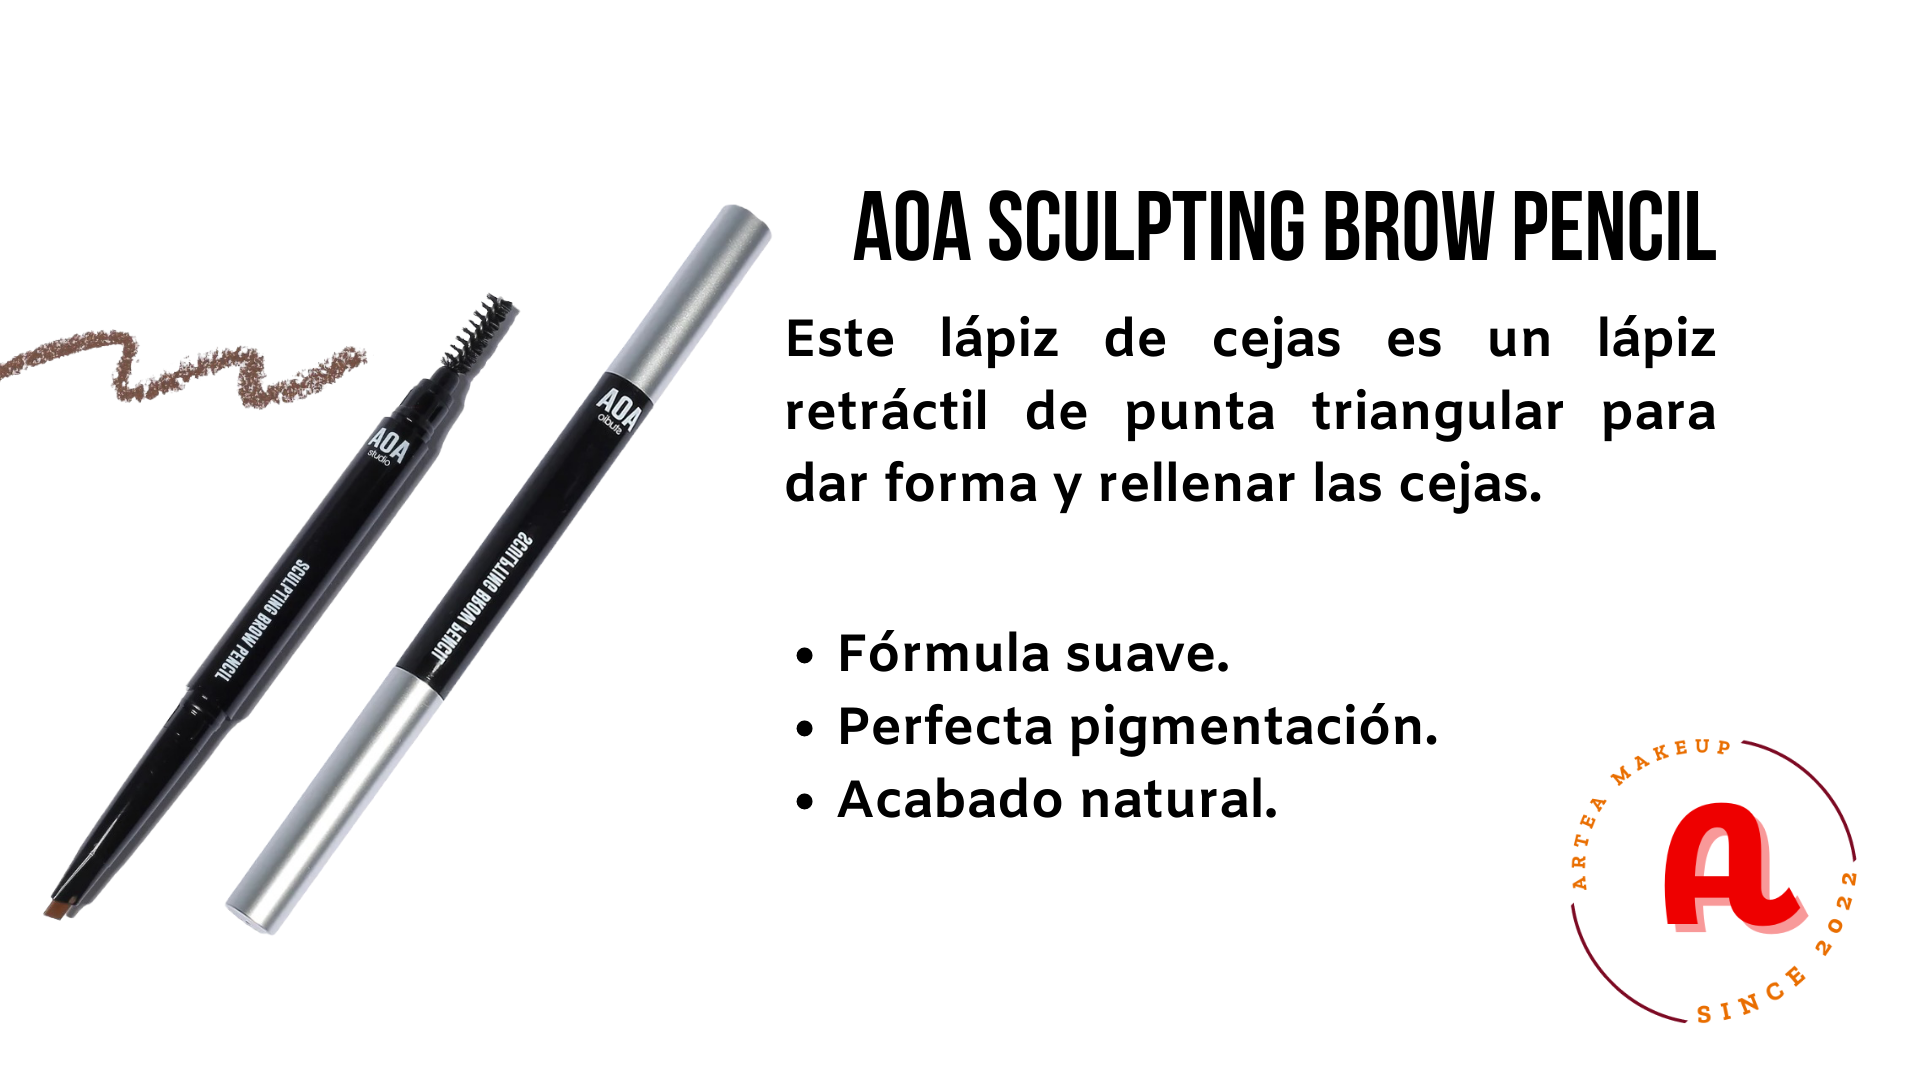 AOA SCULPTING BROW PENCIL
Este lápiz de cejas es un lápiz
retráctil de punta triangular para
dar forma y rellenar las cejas.
• Fórmula suave.
• Perfecta pigmentación.
• Acabado natural.
AOA
studio
SCULPTING BROW PENCIL
AOA
studio
SCULPTING BROW PENCIL
ARTEA MAKEUP
A
SINCE 2022